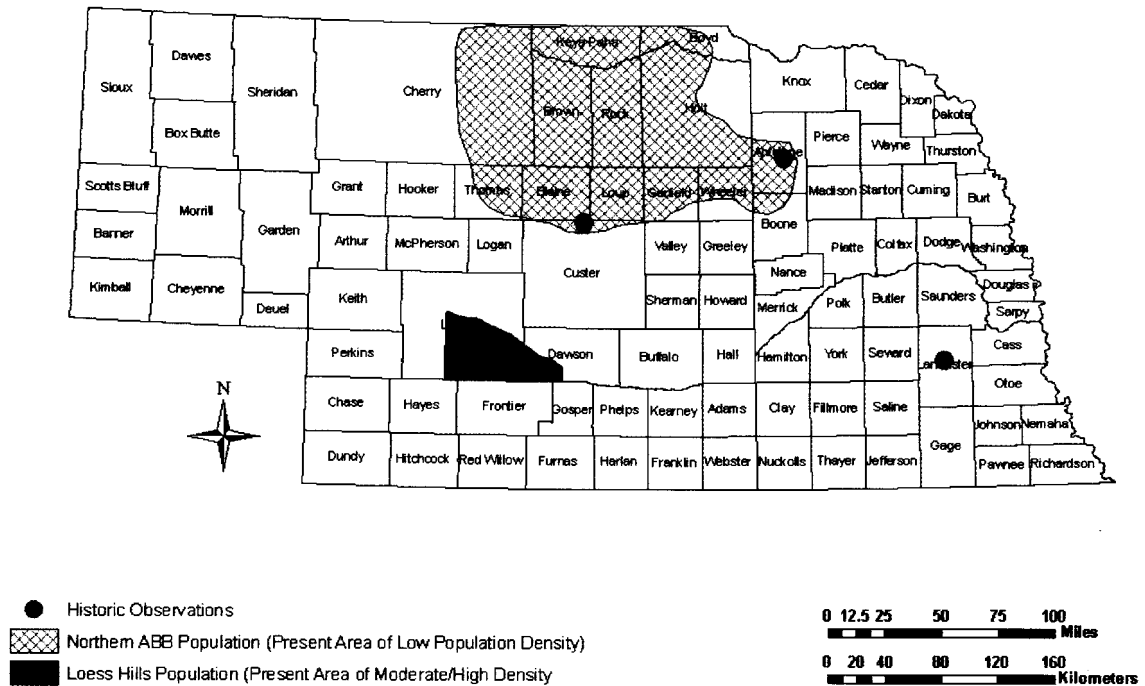 Dawes
Boyd
Keya Paha
Knox
Cedar
Sioux
Sheridan
Cherry
Dixon
Dakota
Brown
Rock
Holt
Box Butte
Pierce
Wayne
Thurston
Antelope
Scotts Bluff
Grant
Hooker
Thomas
Blaine
Loup
Garfield
Wheeler
Madison
Stanton
Cuming
Burt
Morrill
Garden
Boone
Banner
Arthur
McPherson
Logan
Valley
Greeley
Platte
Colfax
Dodge
Washington
Custer
Nance
Kimball
Cheyenne
Keith
Sherman
Howard
Merrick
Polk
Butler
Saunders
Douglas
Deuel
Sarpy
L
Perkins
Dawson
Buffalo
Hall
Hamilton
York
Seward
Lancaster
Cass
Otoe
Chase
Hayes
Frontier
Gosper
Phelps
Kearney
Adams
Clay
Fillmore
Saline
Johnson
Nemaha
N
Gage
Dundy
Hitchcock
Red Willow
Furnas
Harlan
Franklin
Webster
Nuckolls
Thayer
Jefferson
Pawnee
Richardson
Historic Observations
Northern ABB Population (Present Area of Low Population Density)
Loess Hills Population (Present Area of Moderate/High Density
0 12.5 25 50 75 100
Miles
0 20 40 80 120 160
Kilometers